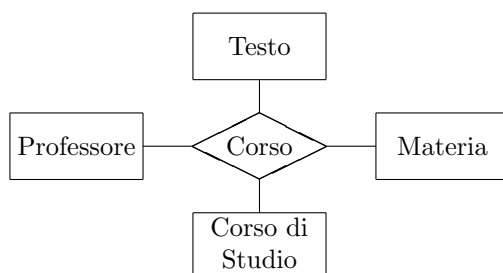 Testo
Professore
Corso
Materia
Corso di
Studio